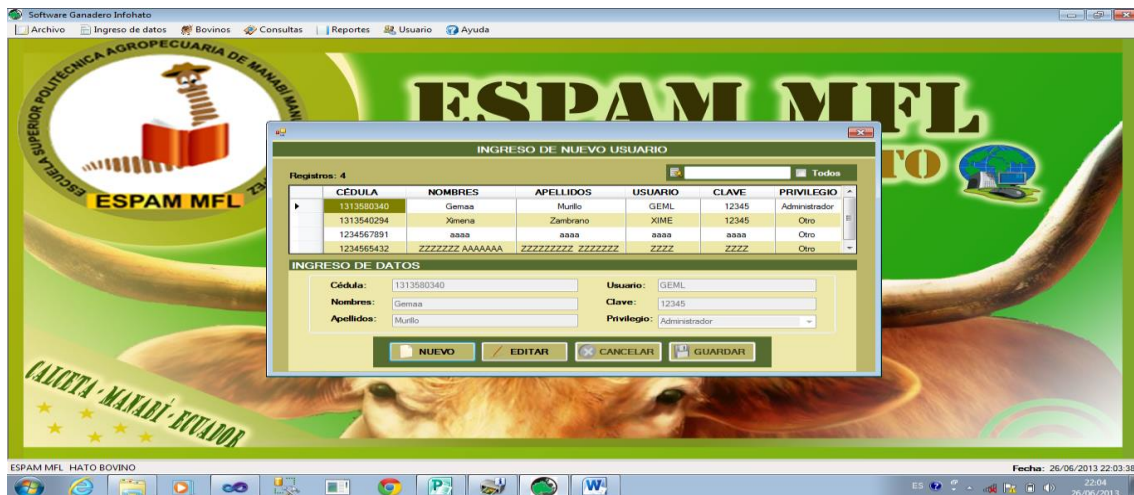 Software Ganadero Infohato
Archivo Ingreso de datos Bovinos Consultas Reportes Usuario Ayuda
ESCUELA SUPERIOR POLITÉCNICA AGROPECUARIA DE MANABÍ
ESPAM MFL
ESPAM MFL
TO
INGRESO DE NUEVO USUARIO
Registros: 4
Todos
CÉDULA NOMBRES APELLIDOS USUARIO CLAVE PRIVILEGIO
1313580340 Gemaa Murillo GEML 12345 Administrador
1313540294 Ximena Zambrano XIME 12345 Otro
1234567891 aaaa aaaa aaaa aaaa Otro
1234565432 ZZZZZZZ AAAAAAA ZZZZZZZZZ ZZZZZZZ ZZZZ ZZZZ Otro
INGRESO DE DATOS
Cédula: 1313580340 Usuario: GEML
Nombres: Gemaa Clave: 12345
Apellidos: Murillo Privilegio: Administrador
NUEVO EDITAR CANCELAR GUARDAR
CALCETA-MANABÍ-ECUADOR
ESPAM MFL HATO BOVINO Fecha: 26/06/2013 22:03:38
ES 22:04
26/06/2013